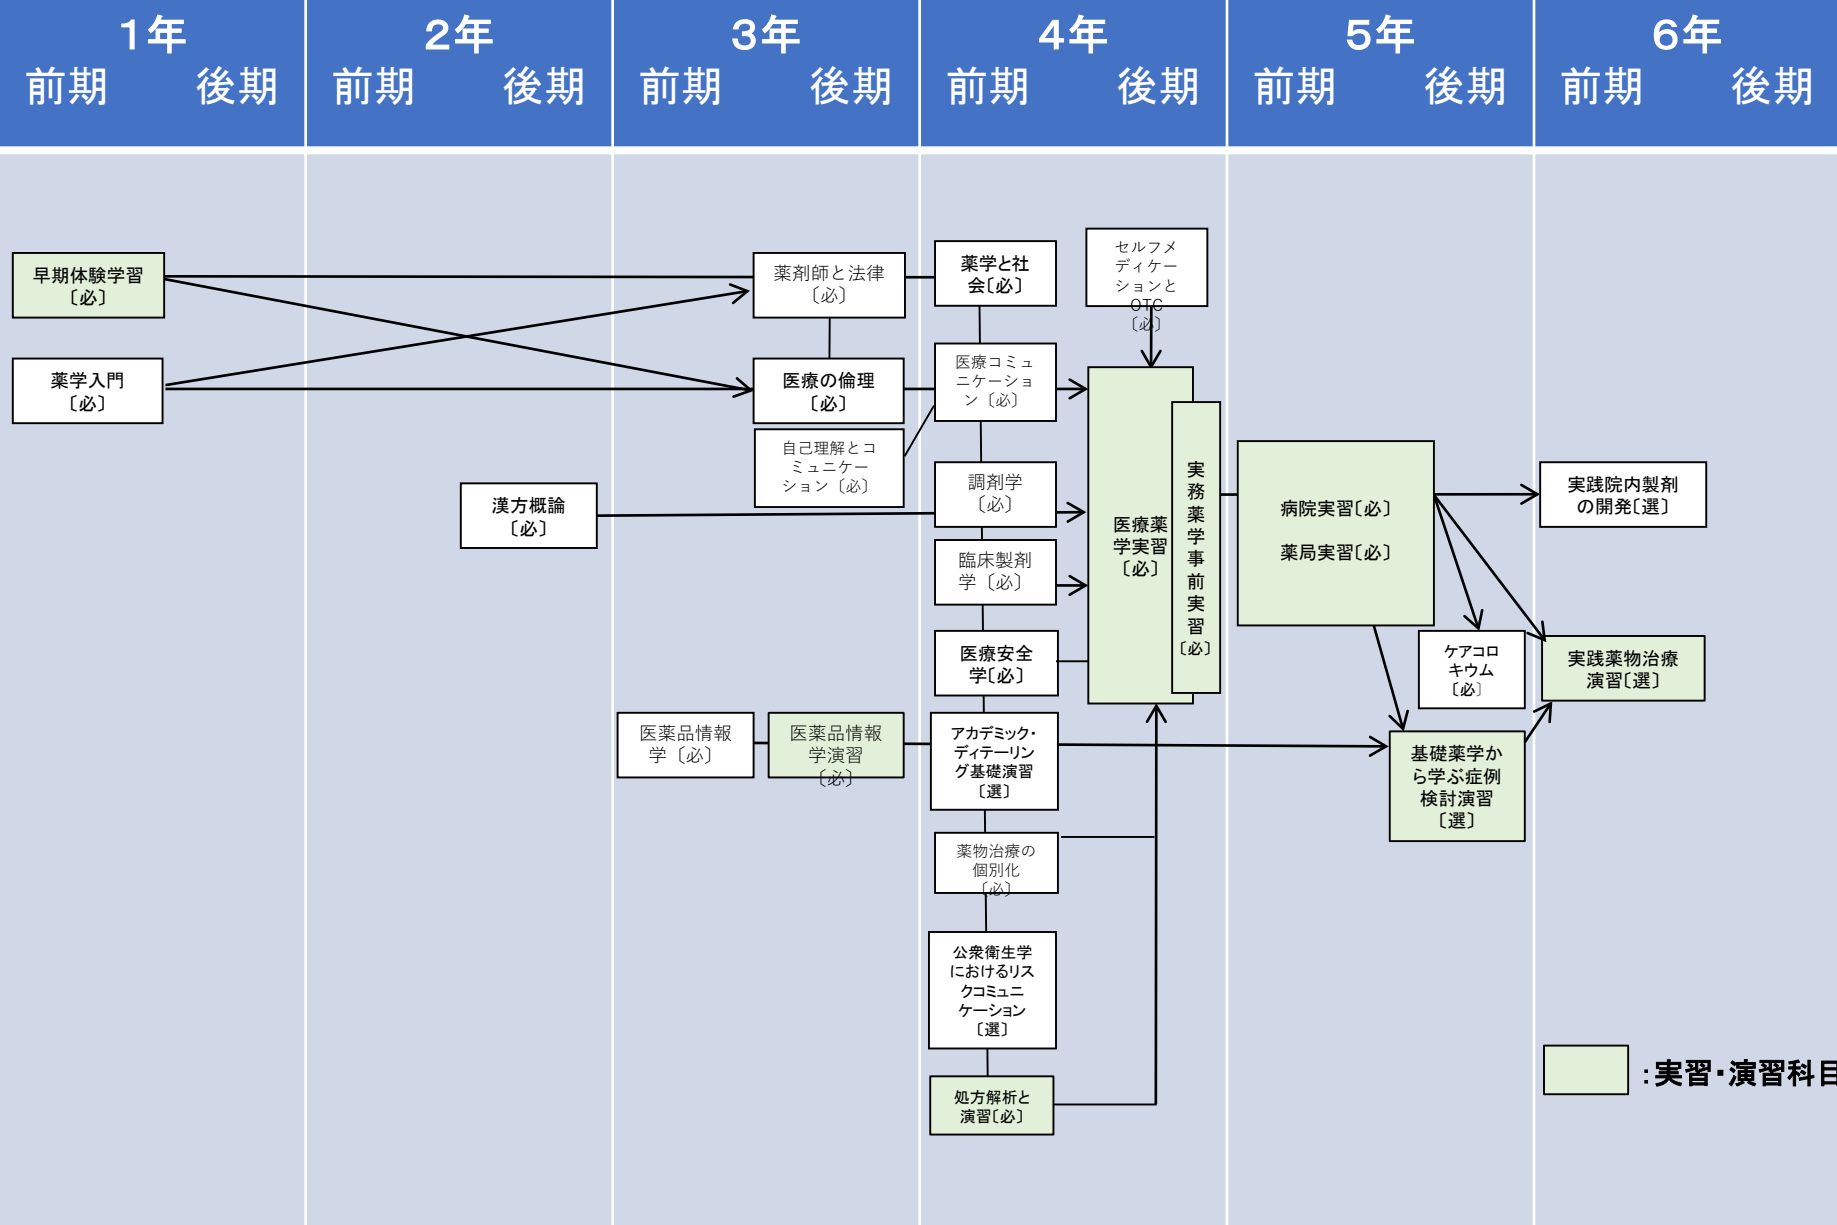 1年
2年
3年
4年
5年
6年
前期 後期
前期 後期
前期 後期
前期 後期
前期 後期
前期 後期
早期体験学習
〔必〕
薬学入門
〔必〕
漢方概論
〔必〕
薬剤師と法律
〔必〕
医療の倫理
〔必〕
自己理解とコ
ミュニケー
ション〔必〕
医薬品情報
学〔必〕
医薬品情報
学演習
〔必〕
薬学と社
会〔必〕
医療コミュ
ニケーショ
ン〔必〕
調剤学
〔必〕
臨床製剤
学〔必〕
医療安全
学〔必〕
アカデミック・
ディテーリン
グ基礎演習
〔選〕
薬物治療の
個別化
〔必〕
公衆衛生学
におけるリス
クコミュニ
ケーション
〔選〕
処方解析と
演習〔必〕
セルフメ
ディケー
ションと
OTC
〔必〕
医療薬
学実習
〔必〕
実
務
薬
学
事
前
実
習
〔必〕
病院実習〔必〕
薬局実習〔必〕
ケアコロ
キウム
〔必〕
基礎薬学か
ら学ぶ症例
検討演習
〔選〕
実践院内製剤
の開発〔選〕
実践薬物治療
演習〔選〕
:実習・演習科目